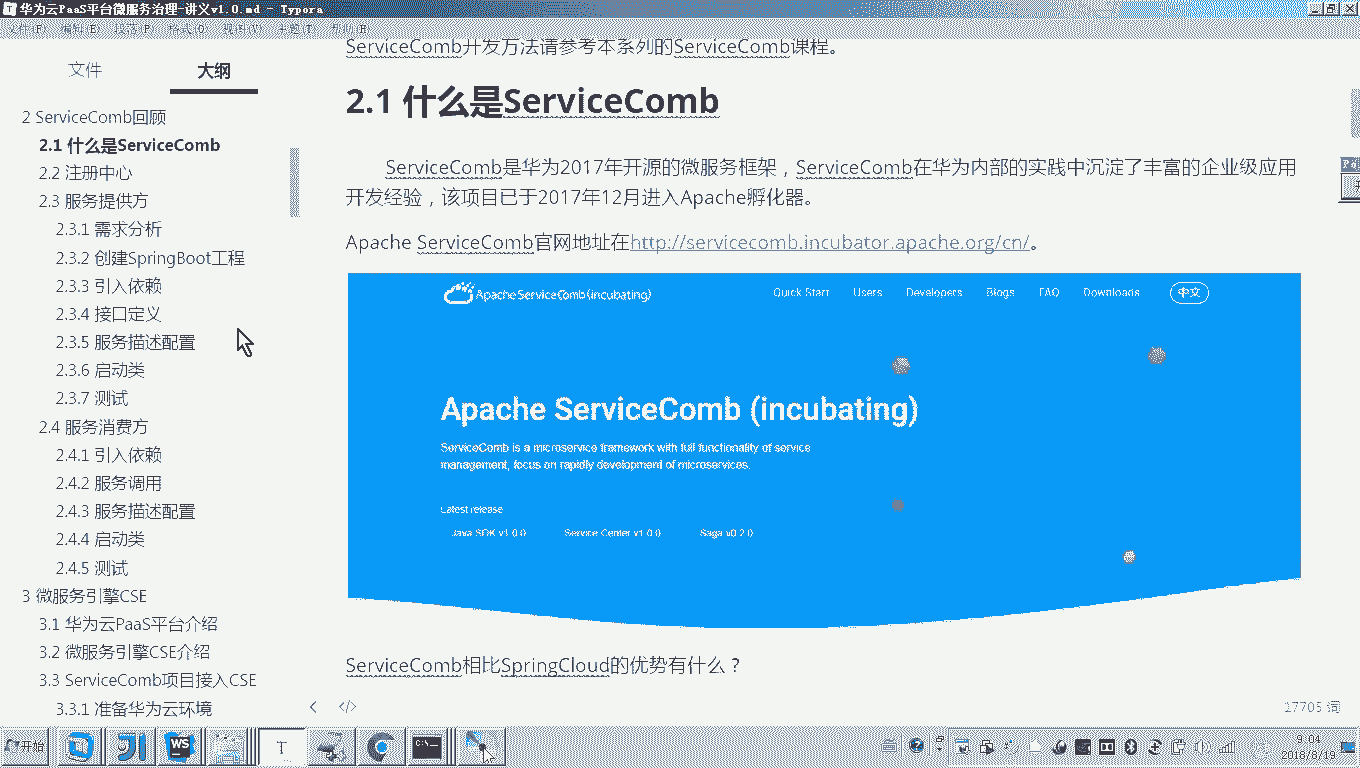 华为云PaaS平台微服务治理-讲义v1.0.md - Typora
文件(F) 编辑(E) 段落(P) 格式(O) 视图(V) 主题(T) 帮助(H)
文件 大纲
2 ServiceComb回顾
2.1 什么是ServiceComb
2.2 注册中心
2.3 服务提供方
2.3.1 需求分析
2.3.2 创建SpringBoot工程
2.3.3 引入依赖
2.3.4 接口定义
2.3.5 服务描述配置
2.3.6 启动类
2.3.7 测试
2.4 服务消费方
2.4.1 引入依赖
2.4.2 服务调用
2.4.3 服务描述配置
2.4.4 启动类
2.4.5 测试
3 微服务引擎CSE
3.1 华为云PaaS平台介绍
3.2 微服务引擎CSE介绍
3.3 ServiceComb项目接入CSE
3.3.1 准备华为云环境
ServiceComb开发方法请参考本系列的ServiceComb课程。
2.1 什么是ServiceComb
ServiceComb是华为2017年开源的微服务框架，ServiceComb在华为内部的实践中沉淀了丰富的企业级应用
开发经验，该项目已于2017年12月进入Apache孵化器。
Apache ServiceComb官网地址在http://servicecomb.incubator.apache.org/cn/。
Apache ServiceComb (incubating)
Quick Start Users Developers Blogs FAQ Downloads 中文
Apache ServiceComb (incubating)
ServiceComb is a microservice framework with full functionality of service
management, focus on rapidly development of microservices.
Latest release
Java SDK v1.0.0 Service Center v1.0.0 Saga v0.2.0
ServiceComb相比SpringCloud的优势有什么？
17705 词
开始
WS
T
9:04
2018/8/19